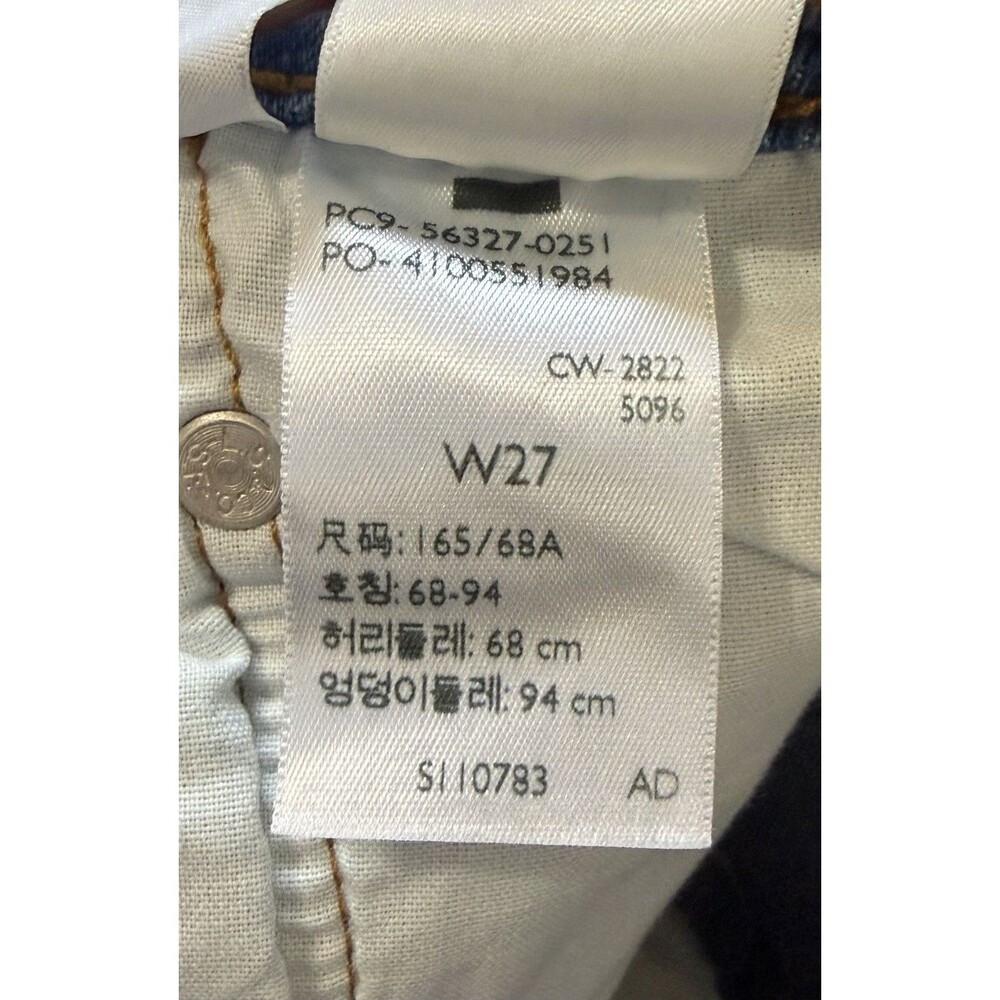 PC9- 56327-0251
PO- 4100551984
CW- 2822
5096
W27
尺码: 165/68A
호칭: 68-94
허리둘레: 68 cm
엉덩이둘레: 94 cm
S110783 AD